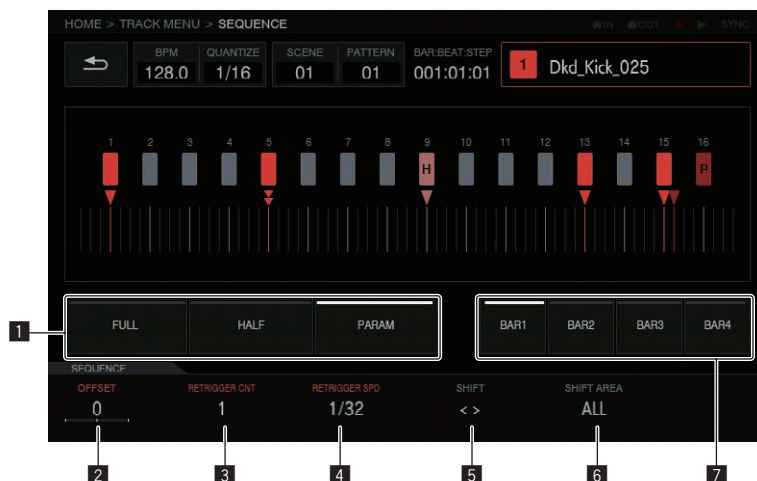 HOME > TRACK MENU > SEQUENCE IN OUT SYNC
BPM QUANTIZE SCENE PATTERN BAR:BEAT:STEP
128.0 1/16 01 01 001:01:01 1 Dkd_Kick_025
1 2 3 4 5 6 7 8 9 10 11 12 13 14 15 16
H P
1 FULL HALF PARAM BAR1 BAR2 BAR3 BAR4
SEQUENCE
OFFSET RETRIGGER CNT RETRIGGER SPD SHIFT SHIFT AREA
0 1 1/32 < > ALL
2 3 4 5 6 7